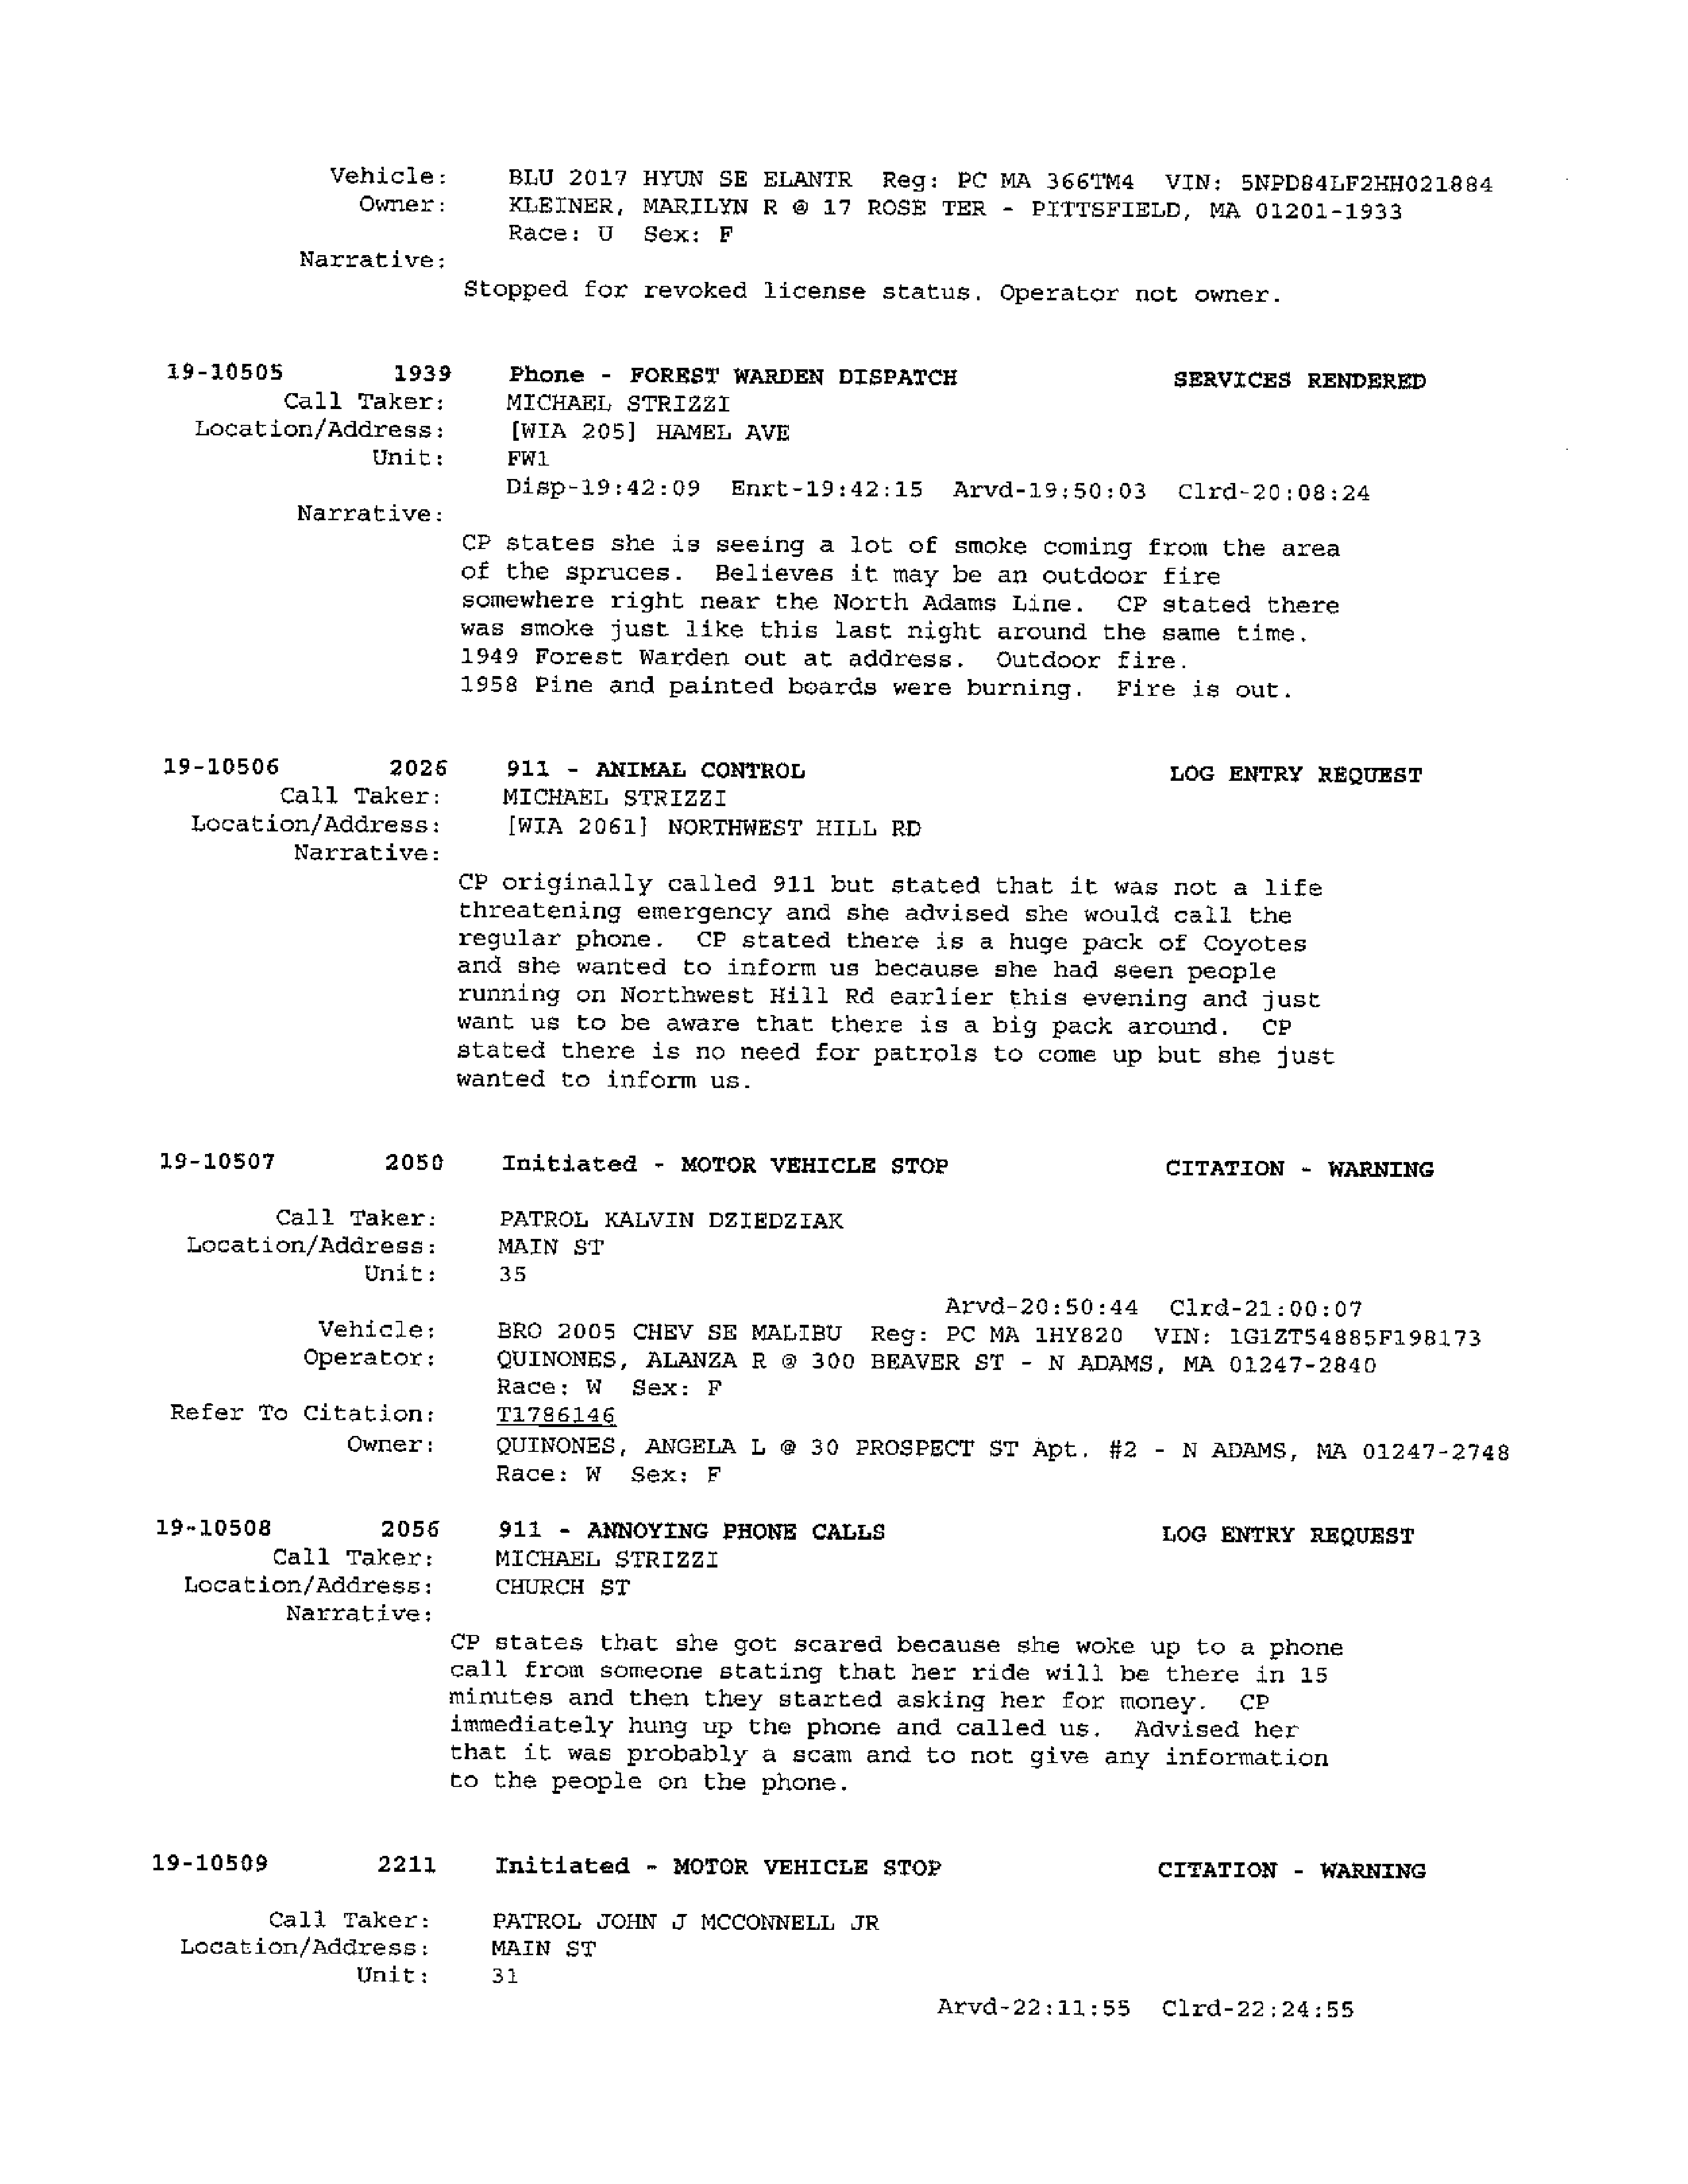 Vehicle: BLU 2017 HYUN SE ELANTR Reg: PC MA 366TM4 VIN: 5NPD84LF2HH021884
Owner: KLEINER, MARILYN R @ 17 ROSE TER - PITTSFIELD, MA 01201-1933
Race: U Sex: F
Narrative:
Stopped for revoked license status. Operator not owner.
19-10505 1939 Phone - FOREST WARDEN DISPATCH SERVICES RENDERED
Call Taker: MICHAEL STRIZZI
Location/Address: [WIA 205] HAMEL AVE
Unit: FW1
Disp-19:42:09 Enrt-19:42:15 Arvd-19:50:03 Clrd-20:08:24
Narrative:
CP states she is seeing a lot of smoke coming from the area
of the spruces. Believes it may be an outdoor fire
somewhere right near the North Adams Line. CP stated there
was smoke just like this last night around the same time.
1949 Forest Warden out at address. Outdoor fire.
1958 Pine and painted boards were burning. Fire is out.
19-10506 2026 911 - ANIMAL CONTROL LOG ENTRY REQUEST
Call Taker: MICHAEL STRIZZI
Location/Address: [WIA 2061] NORTHWEST HILL RD
Narrative:
CP originally called 911 but stated that it was not a life
threatening emergency and she advised she would call the
regular phone. CP stated there is a huge pack of Coyotes
and she wanted to inform us because she had seen people
running on Northwest Hill Rd earlier this evening and just
want us to be aware that there is a big pack around. CP
stated there is no need for patrols to come up but she just
wanted to inform us.
19-10507 2050 Initiated - MOTOR VEHICLE STOP CITATION - WARNING
Call Taker: PATROL KALVIN DZIEDZIAK
Location/Address: MAIN ST
Unit: 35
Arvd-20:50:44 Clrd-21:00:07
Vehicle: BRO 2005 CHEV SE MALIBU Reg: PC MA 1HY820 VIN: 1G1ZT54885F198173
Operator: QUINONES, ALANZA R @ 300 BEAVER ST - N ADAMS, MA 01247-2840
Race: W Sex: F
Refer To Citation: T1786146
Owner: QUINONES, ANGELA L @ 30 PROSPECT ST Apt. #2 - N ADAMS, MA 01247-2748
Race: W Sex: F
19-10508 2056 911 - ANNOYING PHONE CALLS LOG ENTRY REQUEST
Call Taker: MICHAEL STRIZZI
Location/Address: CHURCH ST
Narrative:
CP states that she got scared because she woke up to a phone
call from someone stating that her ride will be there in 15
minutes and then they started asking her for money. CP
immediately hung up the phone and called us. Advised her
that it was probably a scam and to not give any information
to the people on the phone.
19-10509 2211 Initiated - MOTOR VEHICLE STOP CITATION - WARNING
Call Taker: PATROL JOHN J MCCONNELL JR
Location/Address: MAIN ST
Unit: 31
Arvd-22:11:55 Clrd-22:24:55